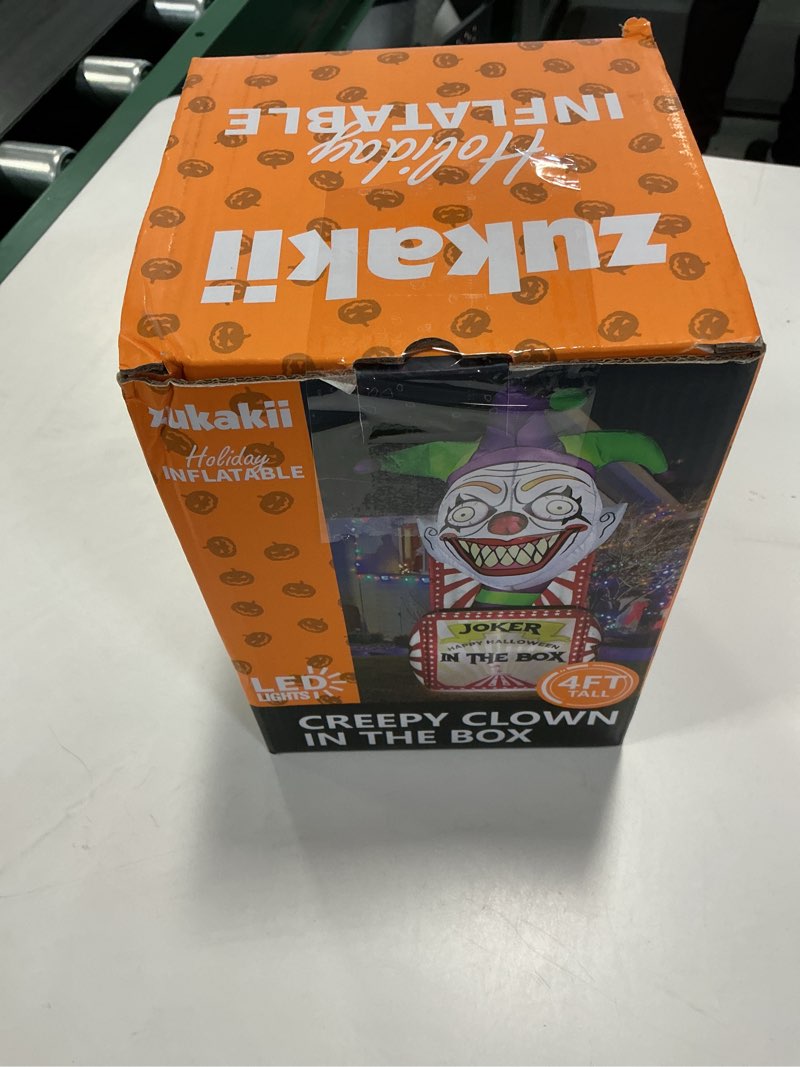 zukakii
Holiday
INFLATABLE
zukakii
Holiday
INFLATABLE
JOKER
HAPPY HALLOWEEN
IN THE BOX
LED
LIGHTS
4FT
TALL
CREEPY CLOWN
IN THE BOX